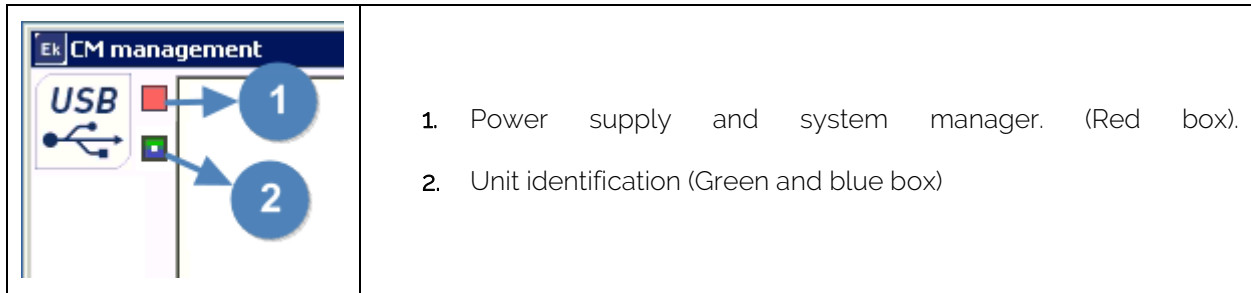 Ek CM management
USB
1
2
1. Power supply and system manager. (Red box).
2. Unit identification (Green and blue box)